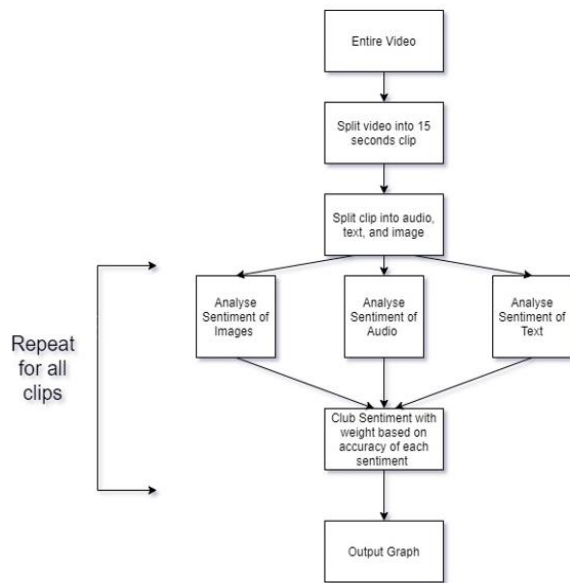 Entire Video
Split video into 15
seconds clip
Split clip into audio,
text, and image
Analyse
Sentiment of
Images
Analyse
Sentiment of
Audio
Analyse
Sentiment of
Text
Repeat
for all
clips
Club Sentiment with
weight based on
accuracy of each
sentiment
Output Graph